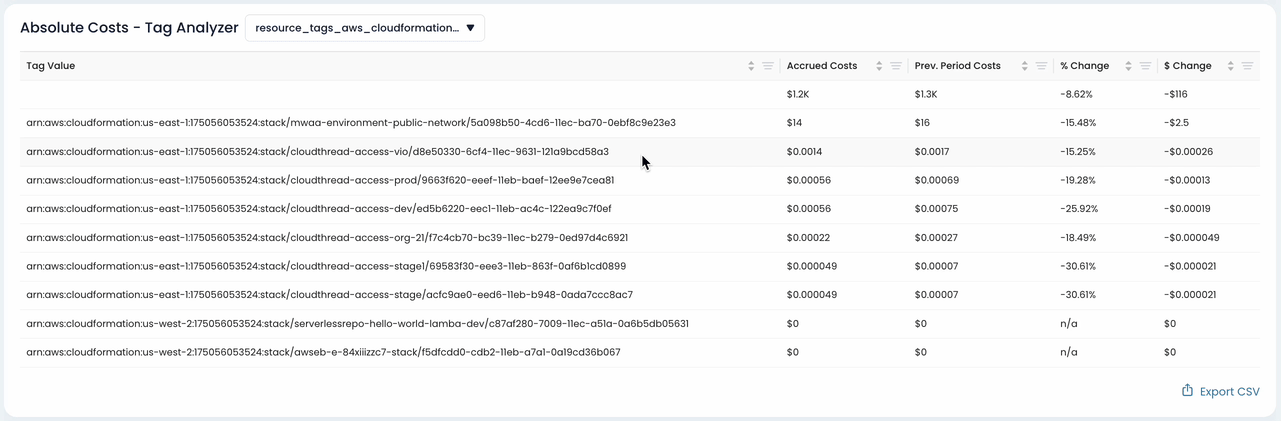 Absolute Costs - Tag Analyzer resource_tags_aws_cloudformation...
Tag Value Accrued Costs Prev. Period Costs % Change $ Change
$1.2K $1.3K -8.62% -$116
arn:aws:cloudformation:us-east-1:175056053524:stack/mwaa-environment-public-network/5a098b50-4cd6-11ec-ba70-0ebf8c9e23e3 $14 $16 -15.48% -$2.5
arn:aws:cloudformation:us-east-1:175056053524:stack/cloudthread-access-vio/d8e50330-6cf4-11ec-9631-121a9bcd58a3 $0.0014 $0.0017 -15.25% -$0.00026
arn:aws:cloudformation:us-east-1:175056053524:stack/cloudthread-access-prod/9663f620-eeef-11eb-baef-12ee9e7cea81 $0.00056 $0.00069 -19.28% -$0.00013
arn:aws:cloudformation:us-east-1:175056053524:stack/cloudthread-access-dev/ed5b6220-eec1-11eb-ac4c-122ea9c7f0ef $0.00056 $0.00075 -25.92% -$0.00019
arn:aws:cloudformation:us-east-1:175056053524:stack/cloudthread-access-org-21/f7c4cb70-bc39-11ec-b279-0ed97d4c6921 $0.00022 $0.00027 -18.49% -$0.000049
arn:aws:cloudformation:us-east-1:175056053524:stack/cloudthread-access-stage1/69583f30-eee3-11eb-863f-0af6b1cd0899 $0.000049 $0.00007 -30.61% -$0.000021
arn:aws:cloudformation:us-east-1:175056053524:stack/cloudthread-access-stage/acfc9ae0-eed6-11eb-b948-0ada7ccc8ac7 $0.000049 $0.00007 -30.61% -$0.000021
arn:aws:cloudformation:us-west-2:175056053524:stack/serverlessrepo-hello-world-lamba-dev/c87af280-7009-11ec-a51a-0a6b5db05631 $0 $0 n/a $0
arn:aws:cloudformation:us-west-2:175056053524:stack/awseb-e-84xiiizzc7-stack/f5dfcdd0-cdb2-11eb-a7a1-0a19cd36b067 $0 $0 n/a $0
Export CSV